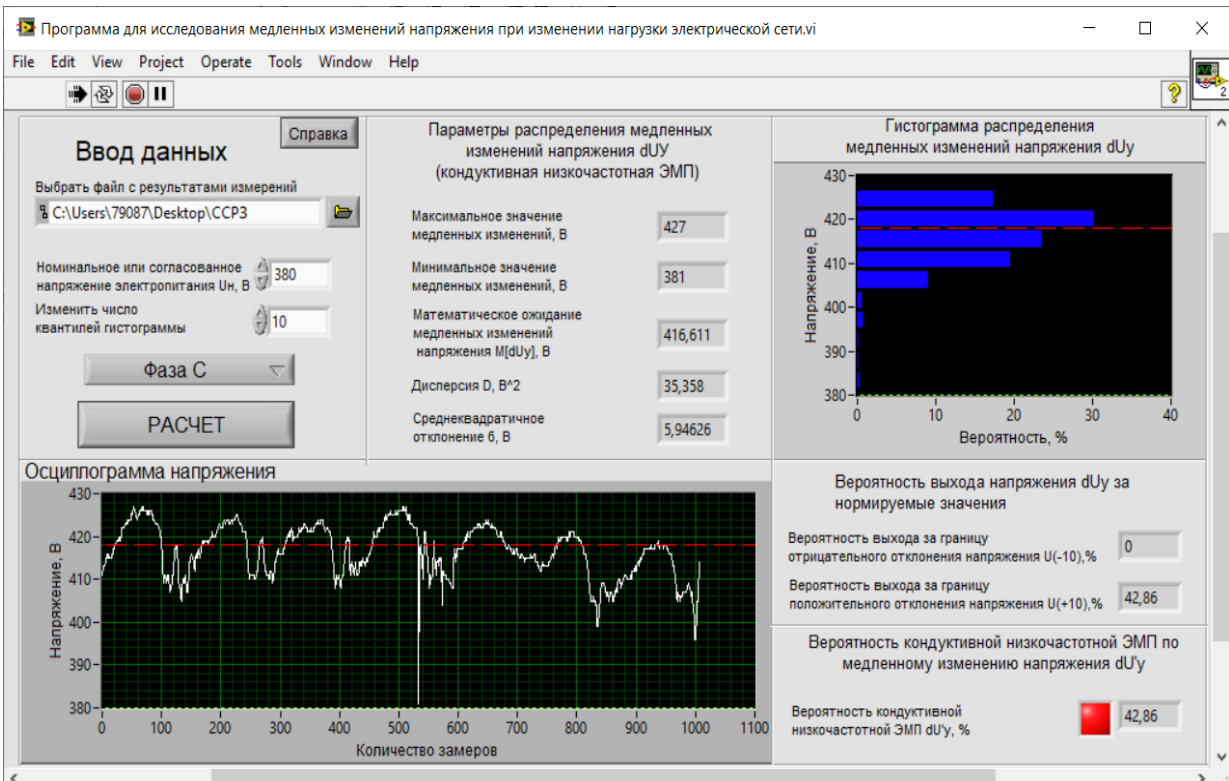 Программа для исследования медленных изменений напряжения при изменении нагрузки электрической сети.vi
File Edit View Project Operate Tools Window Help
2
Справка
Ввод данных
Выбрать файл с результатами измерений
C:\Users\79087\Desktop\ССРЗ
Номинальное или согласованное
напряжение электропитания Uн, В
380
Изменить число
квантилей гистограммы
10
Фаза С
РАСЧЕТ
Параметры распределения медленных
изменений напряжения dUУ
(кондуктивная низкочастотная ЭМП)
Максимальное значение
медленных изменений, В
427
Минимальное значение
медленных изменений, В
381
Математическое ожидание
медленных изменений
напряжения M[dUy], В
416,611
Дисперсия D, В^2
35,358
Среднеквадратичное
отклонение б, В
5,94626
Гистограмма распределения
медленных изменений напряжения dUy
Напряжение, В
430
420
410
400
390
380
0 10 20 30 40
Вероятность, %
Осциппограмма напряжения
Напряжение, В
430
420
410
400
390
380
0 100 200 300 400 500 600 700 800 900 1000 1100
Количество замеров
Вероятность выхода напряжения dUy за
нормируемые значения
Вероятность выхода за границу
отрицательного отклонения напряжения U(-10),%
0
Вероятность выхода за границу
положительного отклонения напряжения U(+10),%
42,86
Вероятность кондуктивной низкочастотной ЭМП по
медленному изменению напряжения dU'y
Вероятность кондуктивной
низкочастотной ЭМП dU'y, %
42,86